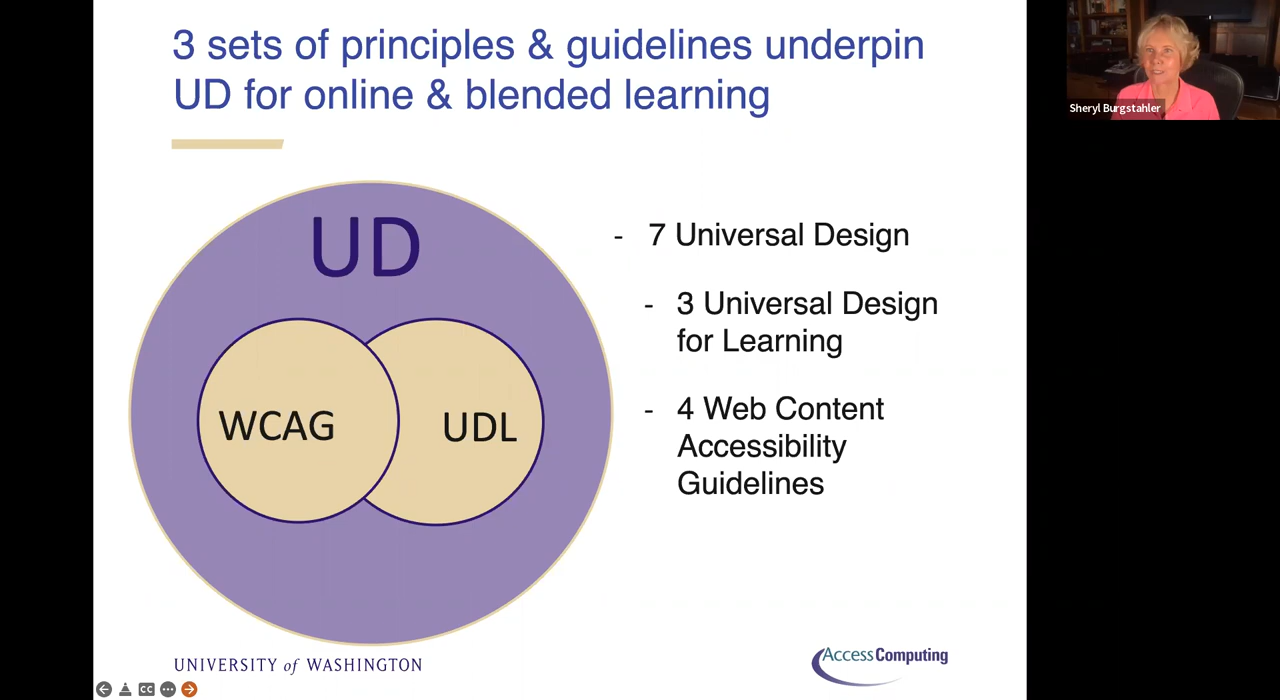 3 sets of principles & guidelines underpin
UD for online & blended learning
UD
WCAG
UDL
- 7 Universal Design
- 3 Universal Design
for Learning
- 4 Web Content
Accessibility
Guidelines
UNIVERSITY of WASHINGTON
AccessComputing
CC
Sheryl Burgstahler